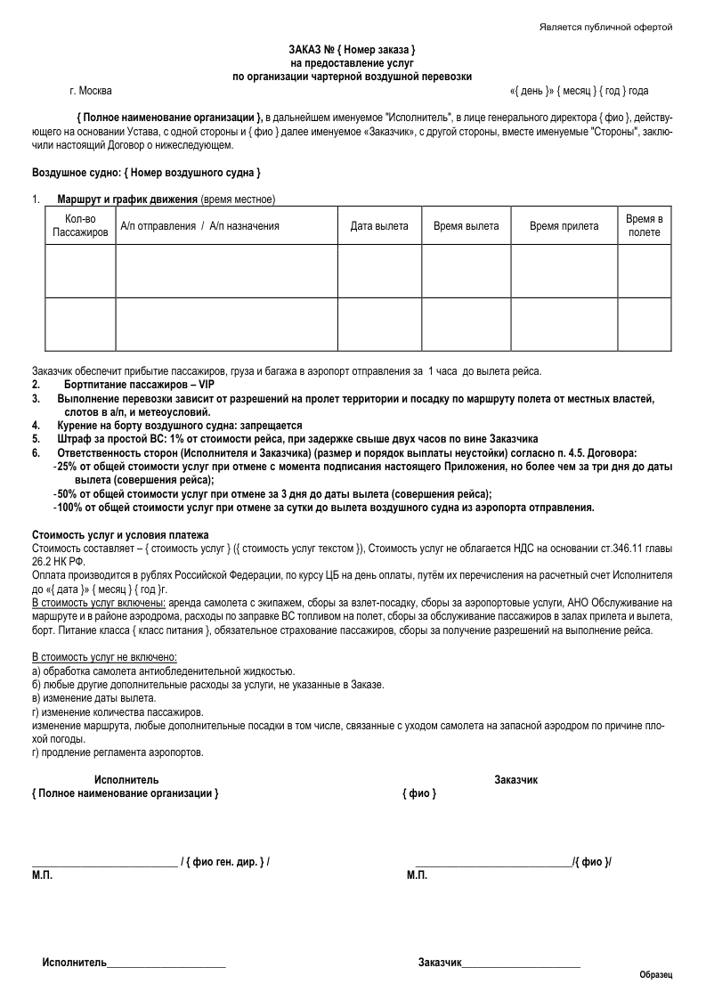 Является публичной офертой
ЗАКАЗ № { Номер заказа }
на предоставление услуг
по организации чартерной воздушной перевозки
г. Москва «{ день }» { месяц } { год } года
{ Полное наименование организации }, в дальнейшем именуемое "Исполнитель", в лице генерального директора { фио }, действу-
ющего на основании Устава, с одной стороны и { фио } далее именуемое «Заказчик», с другой стороны, вместе именуемые "Стороны", заклю-
чили настоящий Договор о нижеследующем.
Воздушное судно: { Номер воздушного судна }
1. Маршрут и график движения (время местное)
Кол-во Пассажиров А/п отправления / А/п назначения Дата вылета Время вылета Время прилета Время в полете
Заказчик обеспечит прибытие пассажиров, груза и багажа в аэропорт отправления за 1 часа до вылета рейса.
2. Бортпитание пассажиров – VIP
3. Выполнение перевозки зависит от разрешений на пролет территории и посадку по маршруту полета от местных властей,
слотов в а/п, и метеоусловий.
4. Курение на борту воздушного судна: запрещается
5. Штраф за простой ВС: 1% от стоимости рейса, при задержке свыше двух часов по вине Заказчика
6. Ответственность сторон (Исполнителя и Заказчика) (размер и порядок выплаты неустойки) согласно п. 4.5. Договора:
-25% от общей стоимости услуг при отмене с момента подписания настоящего Приложения, но более чем за три дня до даты
вылета (совершения рейса);
-50% от общей стоимости услуг при отмене за 3 дня до даты вылета (совершения рейса);
-100% от общей стоимости услуг при отмене за сутки до вылета воздушного судна из аэропорта отправления.
Стоимость услуг и условия платежа
Стоимость составляет – { стоимость услуг } ({ стоимость услуг текстом }), Стоимость услуг не облагается НДС на основании ст.346.11 главы
26.2 НК РФ.
Оплата производится в рублях Российской Федерации, по курсу ЦБ на день оплаты, путём их перечисления на расчетный счет Исполнителя
до «{ дата }» { месяц } { год }г.
В стоимость услуг включены: аренда самолета с экипажем, сборы за взлет-посадку, сборы за аэропортовые услуги, АНО Обслуживание на
маршруте и в районе аэродрома, расходы по заправке ВС топливом на полет, сборы за обслуживание пассажиров в залах прилета и вылета,
борт. Питание класса { класс питания }, обязательное страхование пассажиров, сборы за получение разрешений на выполнение рейса.
В стоимость услуг не включено:
а) обработка самолета антиобледенительной жидкостью.
б) любые другие дополнительные расходы за услуги, не указанные в Заказе.
в) изменение даты вылета.
г) изменение количества пассажиров.
изменение маршрута, любые дополнительные посадки в том числе, связанные с уходом самолета на запасной аэродром по причине пло-
хой погоды.
г) продление регламента аэропортов.
Исполнитель Заказчик
{ Полное наименование организации } { фио }
__________________________ / { фио ген. дир. } / ____________________________/{ фио }/
М.П. М.П.
Исполнитель_____________________ Заказчик_____________________
Образец